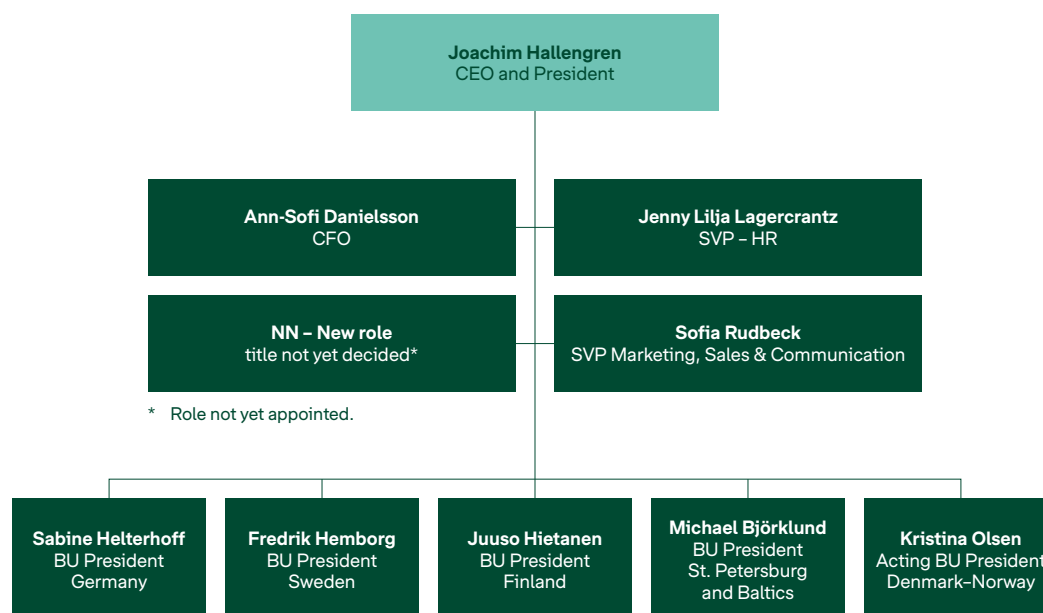 Joachim Hallengren
CEO and President
Ann-Sofi Danielsson
CFO
Jenny Lilja Lagercrantz
SVP – HR
NN – New role
title not yet decided*
Sofia Rudbeck
SVP Marketing, Sales & Communication
* Role not yet appointed.
Sabine Helterhoff
BU President
Germany
Fredrik Hemborg
BU President
Sweden
Juuso Hietanen
BU President
Finland
Michael Björklund
BU President
St. Petersburg
and Baltics
Kristina Olsen
Acting BU President
Denmark–Norway